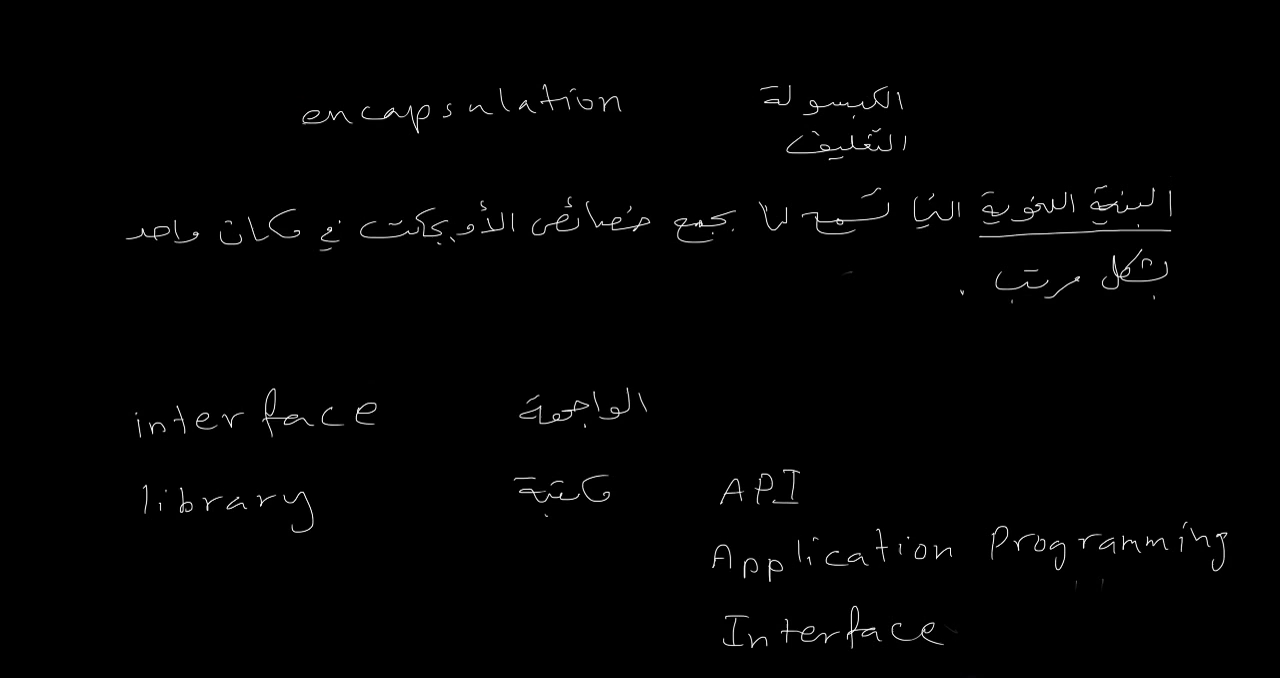 encapsulation الكبسولة
التغليف
البنية اللغوية التي تسمح لنا بجمع خصائص الأوبجكت في مكان واحد
بشكل مرتب .
interface الواجهة
library مكتبة
API
Application Programming
Interface